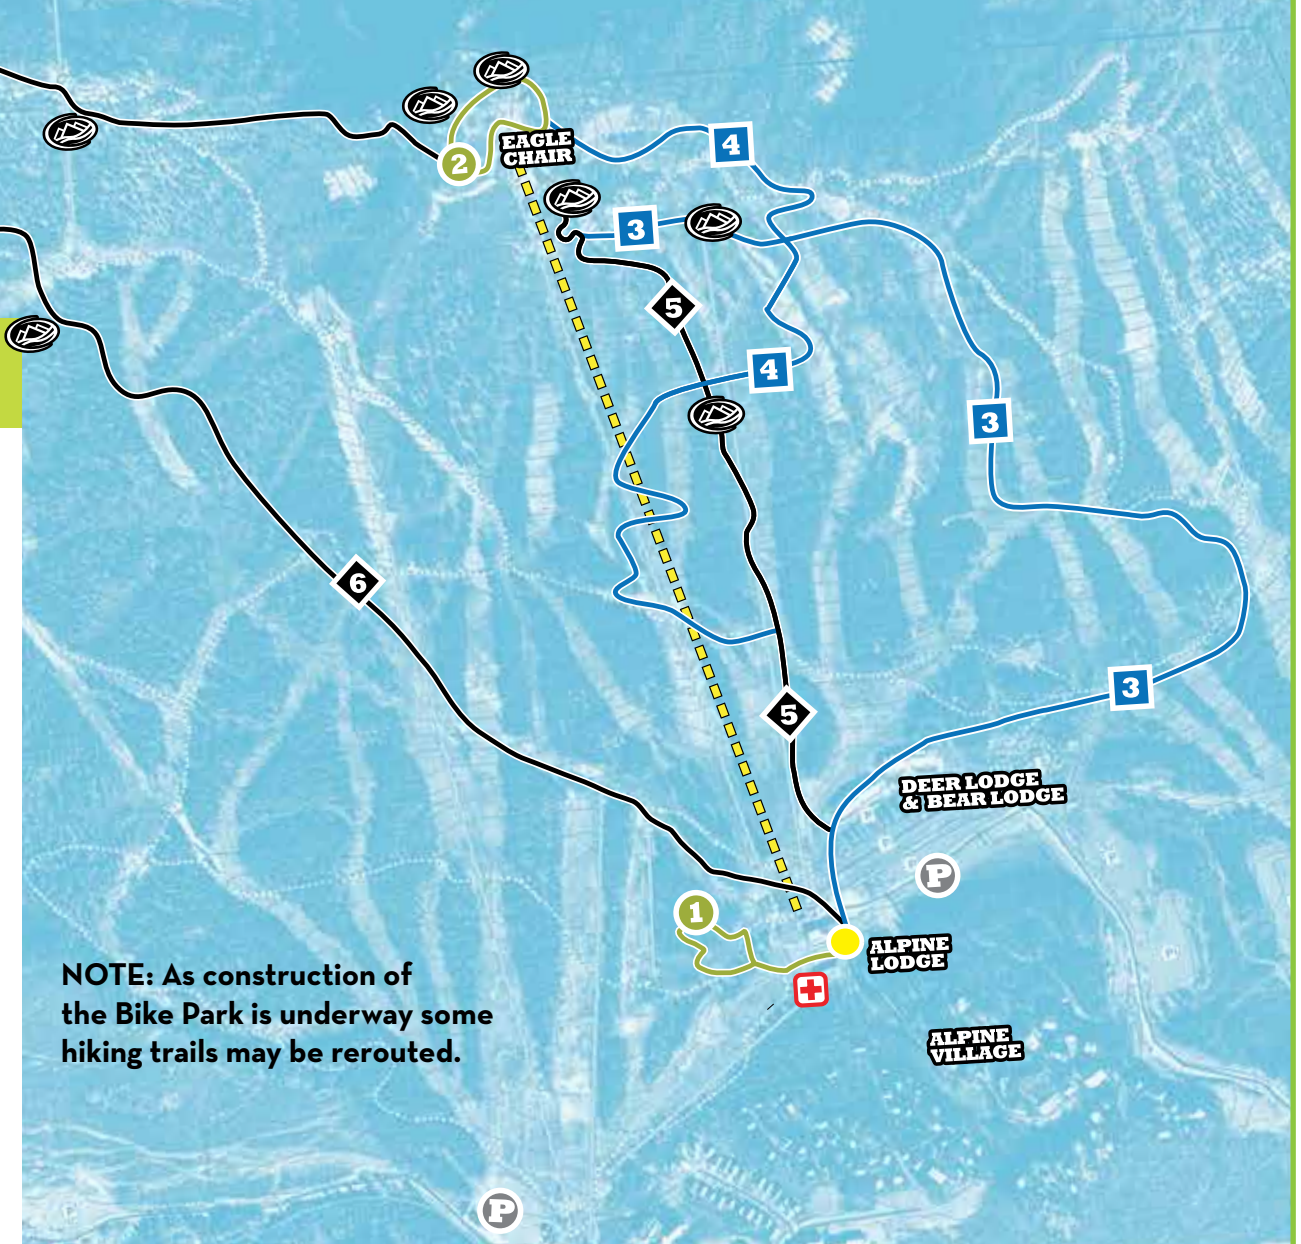 4
2
EAGLE
CHAIR
3
5
4
3
6
3
5
DEER LODGE
& BEAR LODGE
P
1
ALPINE
LODGE
NOTE: As construction of
the Bike Park is underway some
hiking trails may be rerouted.
ALPINE
VILLAGE
P